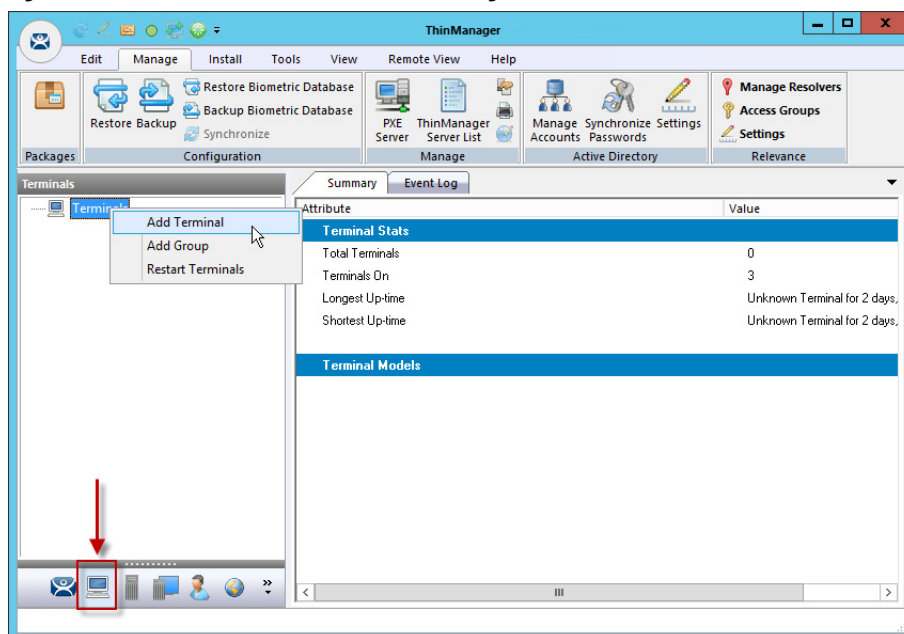 ThinManager
Edit Manage Install Tools View Remote View Help
Restore Biometric Database
Backup Biometric Database
Synchronize
Restore Backup
PXE Server
ThinManager Server List
Manage Accounts
Synchronize Passwords
Settings
Manage Resolvers
Access Groups
Settings
Packages Configuration Manage Active Directory Relevance
Terminals
Summary Event Log
Terminals
Attribute Value
Add Terminal
Add Group
Restart Terminals
Terminal Stats
Total Terminals 0
Terminals On 3
Longest Up-time Unknown Terminal for 2 days,
Shortest Up-time Unknown Terminal for 2 days,
Terminal Models